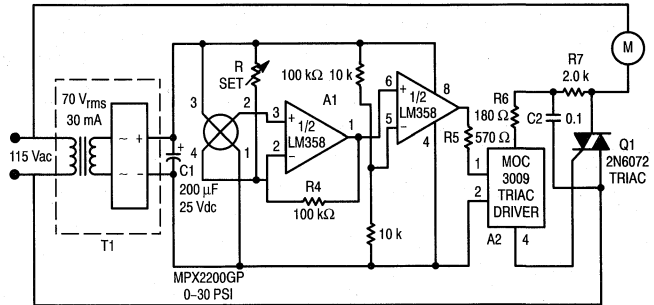 M
R7
2.0 k
R
SET
100 kΩ
10 k
A1
8
70 Vrms
30 mA
3
2
3
+
1/2
LM358
1
6
+
1/2
LM358
R6
180 Ω
C2
0.1
~
+
4
1
2
−
5
−
4
R5
570 Ω
Q1
2N6072
TRIAC
115 Vac
~
−
+
C1
200 μF
25 Vdc
R4
100 kΩ
1
2
MOC
3009
TRIAC
DRIVER
T1
10 k
A2
4
MPX2200GP
0–30 PSI